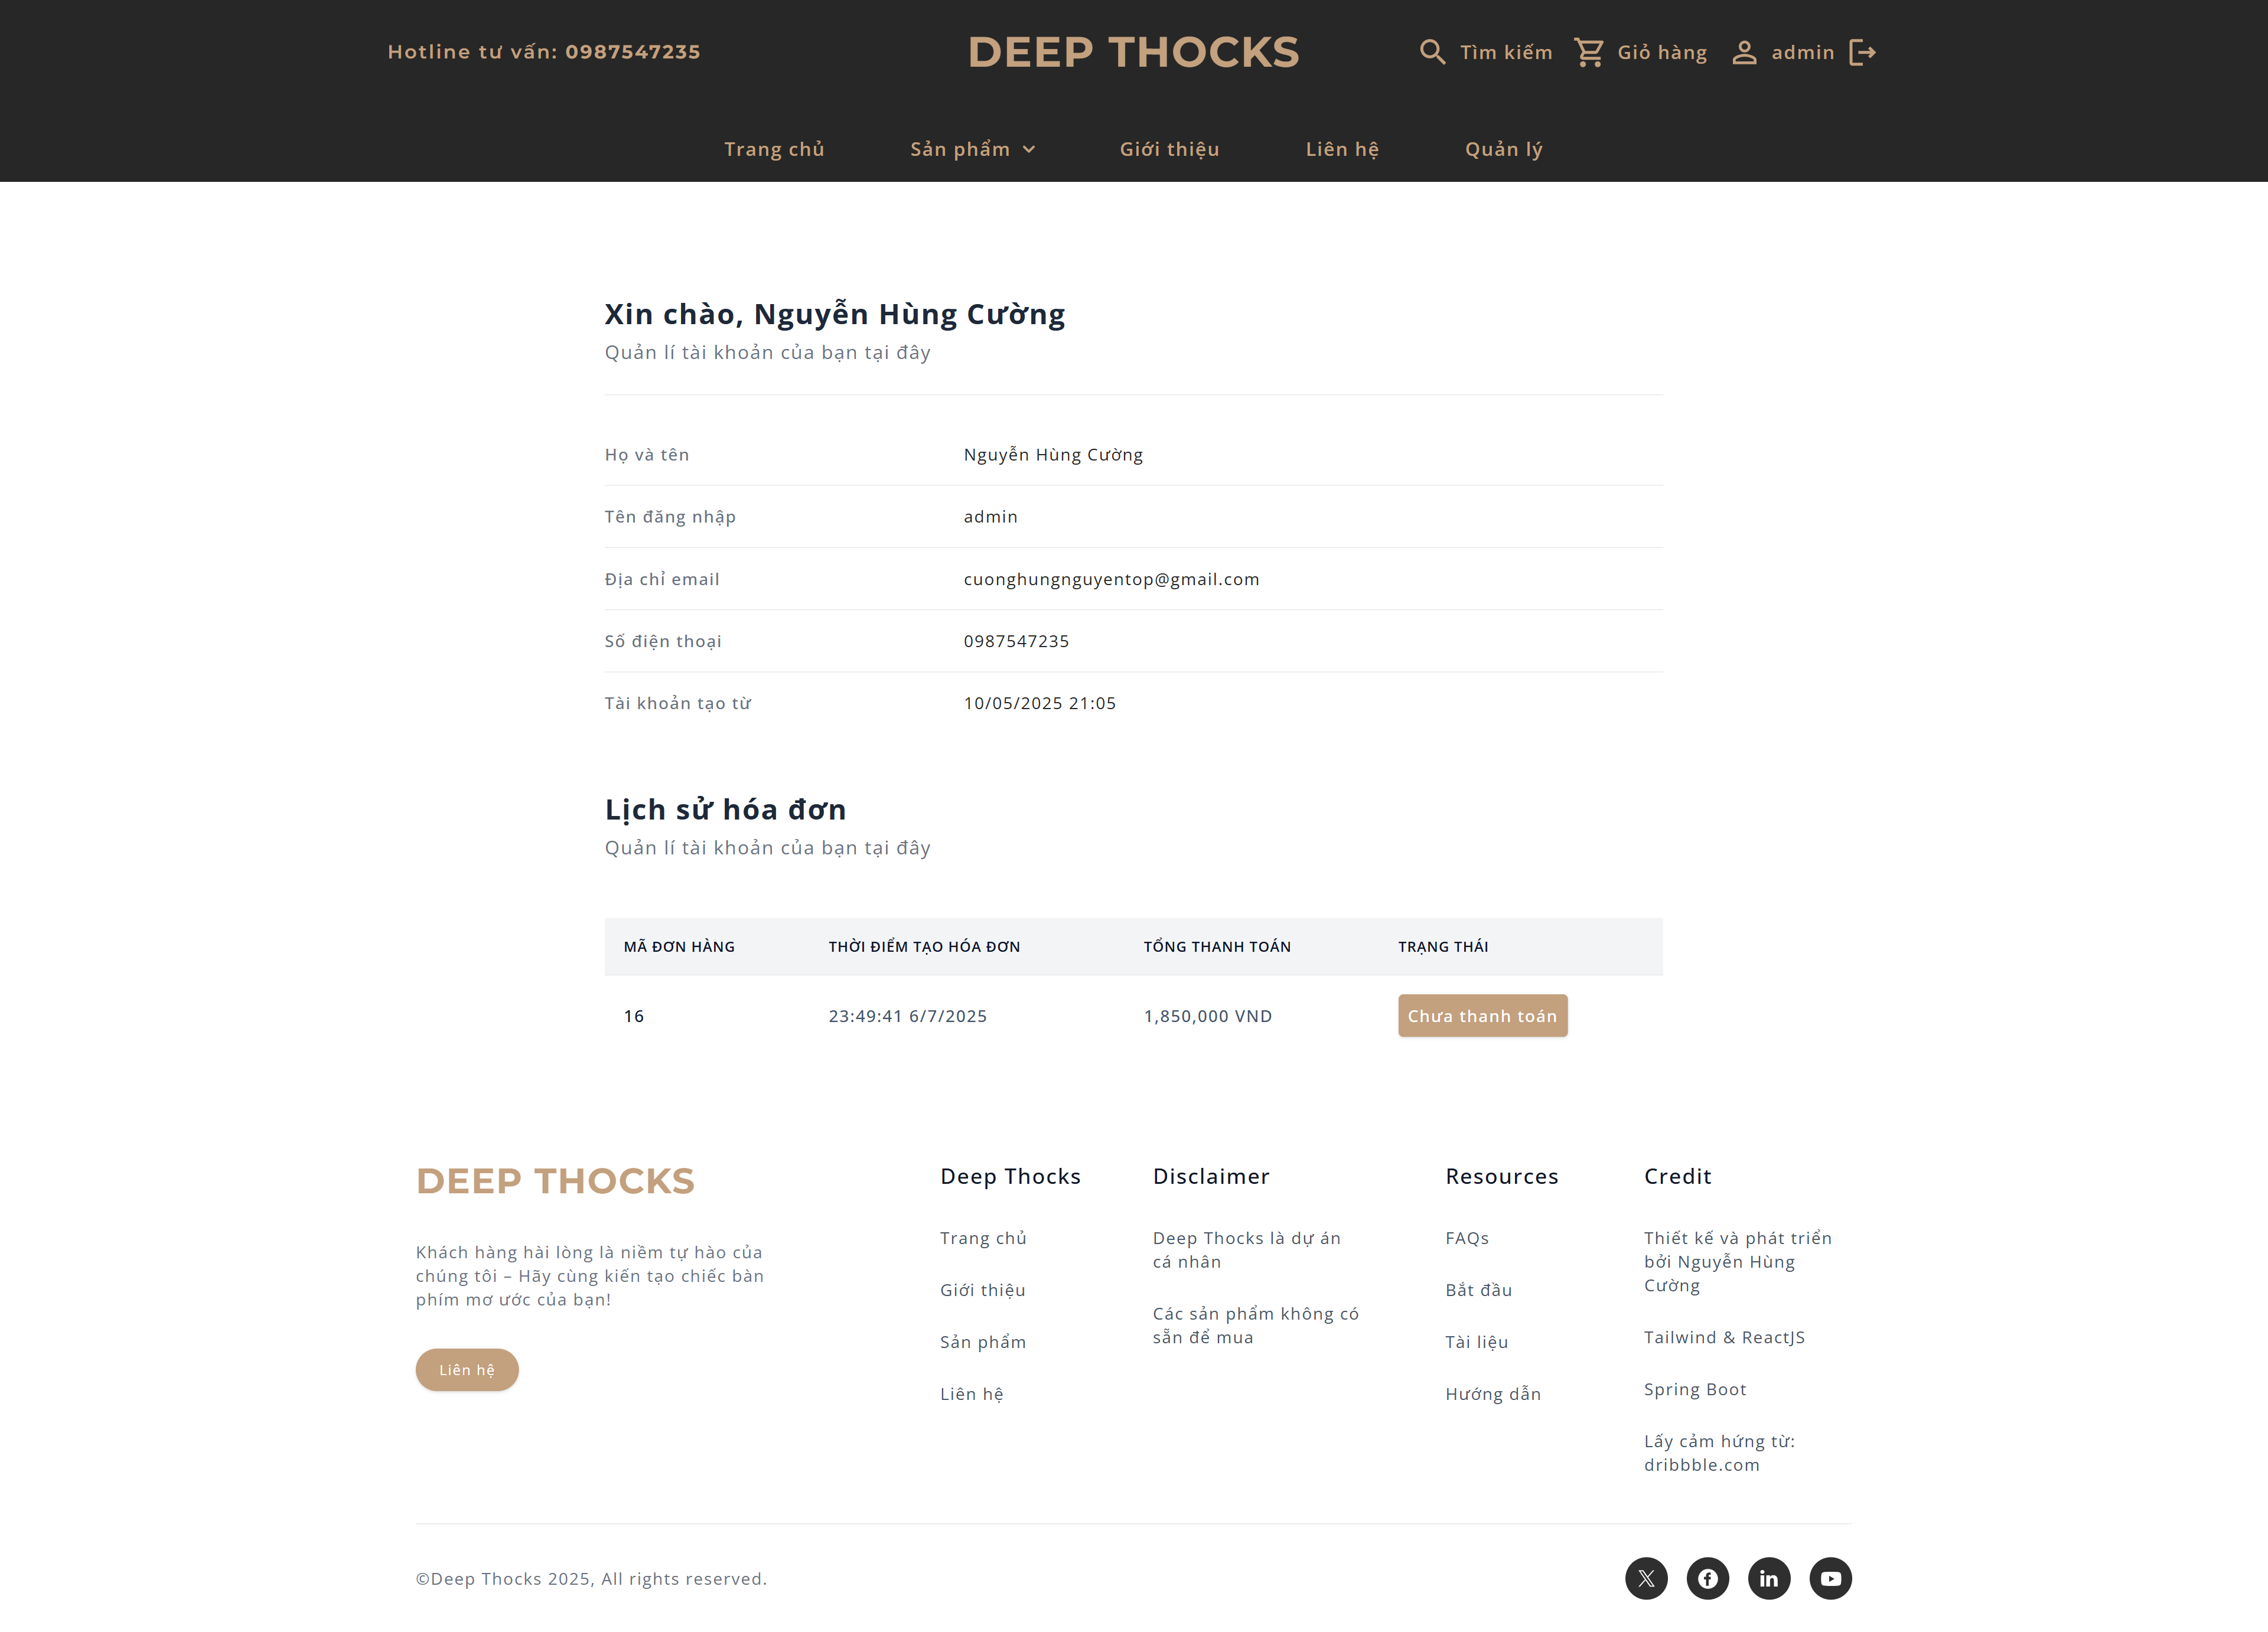 Hotline tư vấn: 0987547235
DEEP THOCKS
Tìm kiếm
Giỏ hàng
admin
Trang chủ
Sản phẩm
Giới thiệu
Liên hệ
Quản lý
Xin chào, Nguyễn Hùng Cường
Quản lí tài khoản của bạn tại đây
Họ và tên
Nguyễn Hùng Cường
Tên đăng nhập
admin
Địa chỉ email
cuonghungnguyentop@gmail.com
Số điện thoại
0987547235
Tài khoản tạo từ
10/05/2025 21:05
Lịch sử hóa đơn
Quản lí tài khoản của bạn tại đây
MÃ ĐƠN HÀNG
THỜI ĐIỂM TẠO HÓA ĐƠN
TỔNG THANH TOÁN
TRẠNG THÁI
16
23:49:41 6/7/2025
1,850,000 VND
Chưa thanh toán
DEEP THOCKS
Khách hàng hài lòng là niềm tự hào của
chúng tôi – Hãy cùng kiến tạo chiếc bàn
phím mơ ước của bạn!
Liên hệ
Deep Thocks
Trang chủ
Giới thiệu
Sản phẩm
Liên hệ
Disclaimer
Deep Thocks là dự án
cá nhân
Các sản phẩm không có
sẵn để mua
Resources
FAQs
Bắt đầu
Tài liệu
Hướng dẫn
Credit
Thiết kế và phát triển
bởi Nguyễn Hùng
Cường
Tailwind & ReactJS
Spring Boot
Lấy cảm hứng từ:
dribbble.com
©Deep Thocks 2025, All rights reserved.